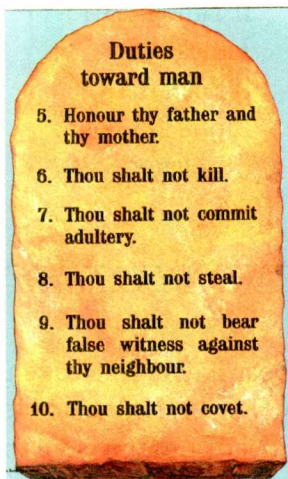 Duties
toward man
5. Honour thy father and
thy mother.
6. Thou shalt not kill.
7. Thou shalt not commit
adultery.
8. Thou shalt not steal.
9. Thou shalt not bear
false witness against
thy neighbour.
10. Thou shalt not covet.